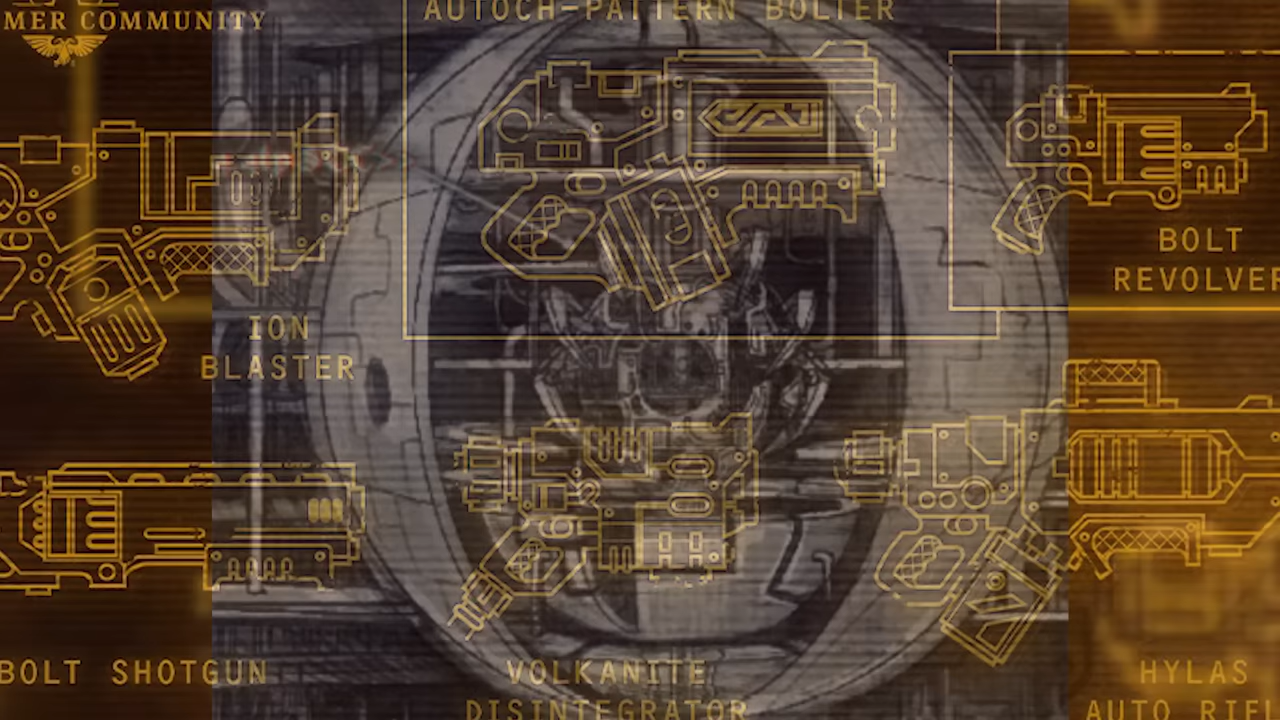 MER COMMUNITY
AUTOCH-PATTERN BOLTER
BOLT
REVOLVER
ION
BLASTER
BOLT SHOTGUN
VOLKANITE
DISINTEGRATOR
HYLAS
AUTO RIFL